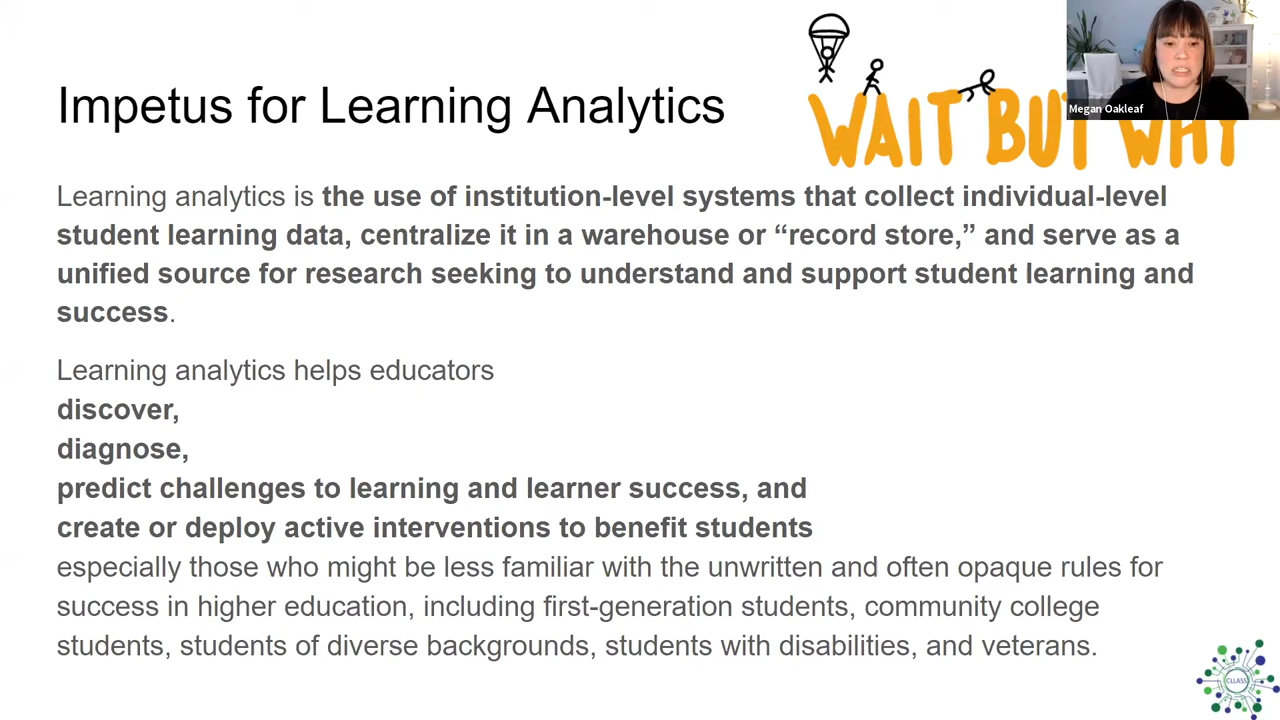 Impetus for Learning Analytics
WAIT BUT WHY
Megan Oakleaf
Learning analytics is the use of institution-level systems that collect individual-level
student learning data, centralize it in a warehouse or “record store,” and serve as a
unified source for research seeking to understand and support student learning and
success.
Learning analytics helps educators
discover,
diagnose,
predict challenges to learning and learner success, and
create or deploy active interventions to benefit students
especially those who might be less familiar with the unwritten and often opaque rules for
success in higher education, including first-generation students, community college
students, students of diverse backgrounds, students with disabilities, and veterans.
CLLASS